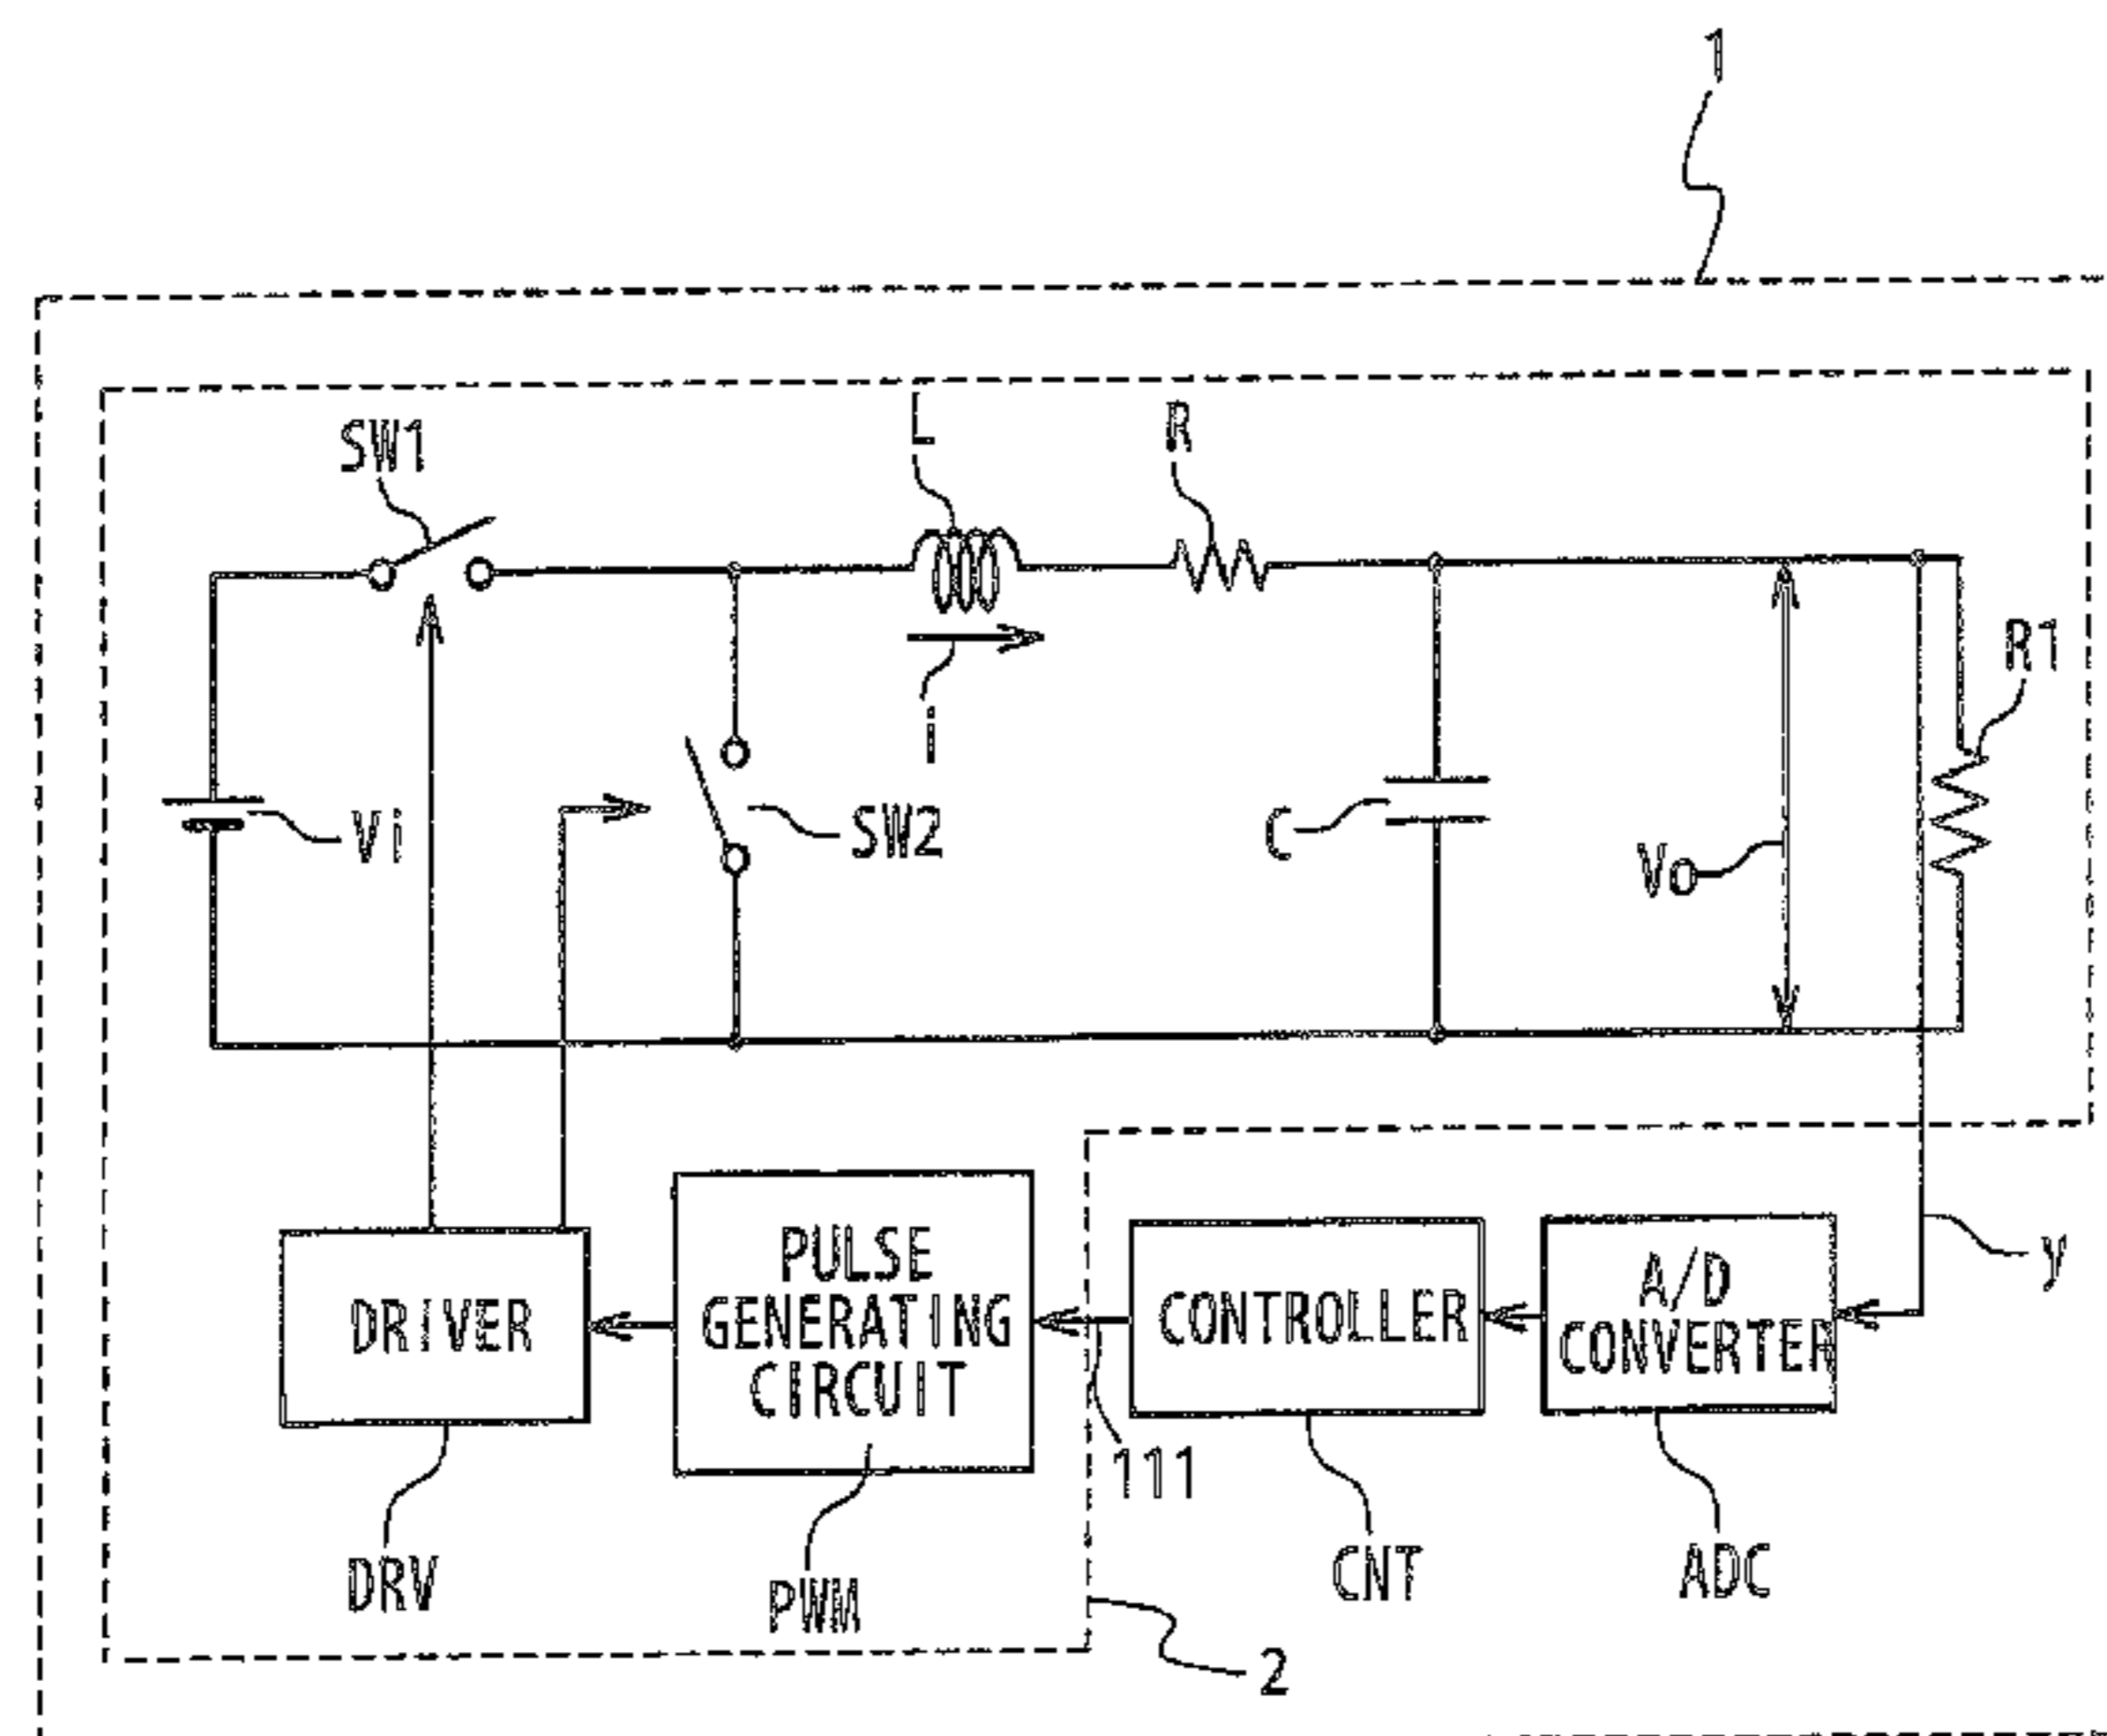 1
SW1
L
R
i
R1
Vi
SW2
C
Vo
DRIVER
PULSE
GENERATING
CIRCUIT
CONTROLLER
A/D
CONVERTER
y
111
DRV
PWM
CNT
ADC
2